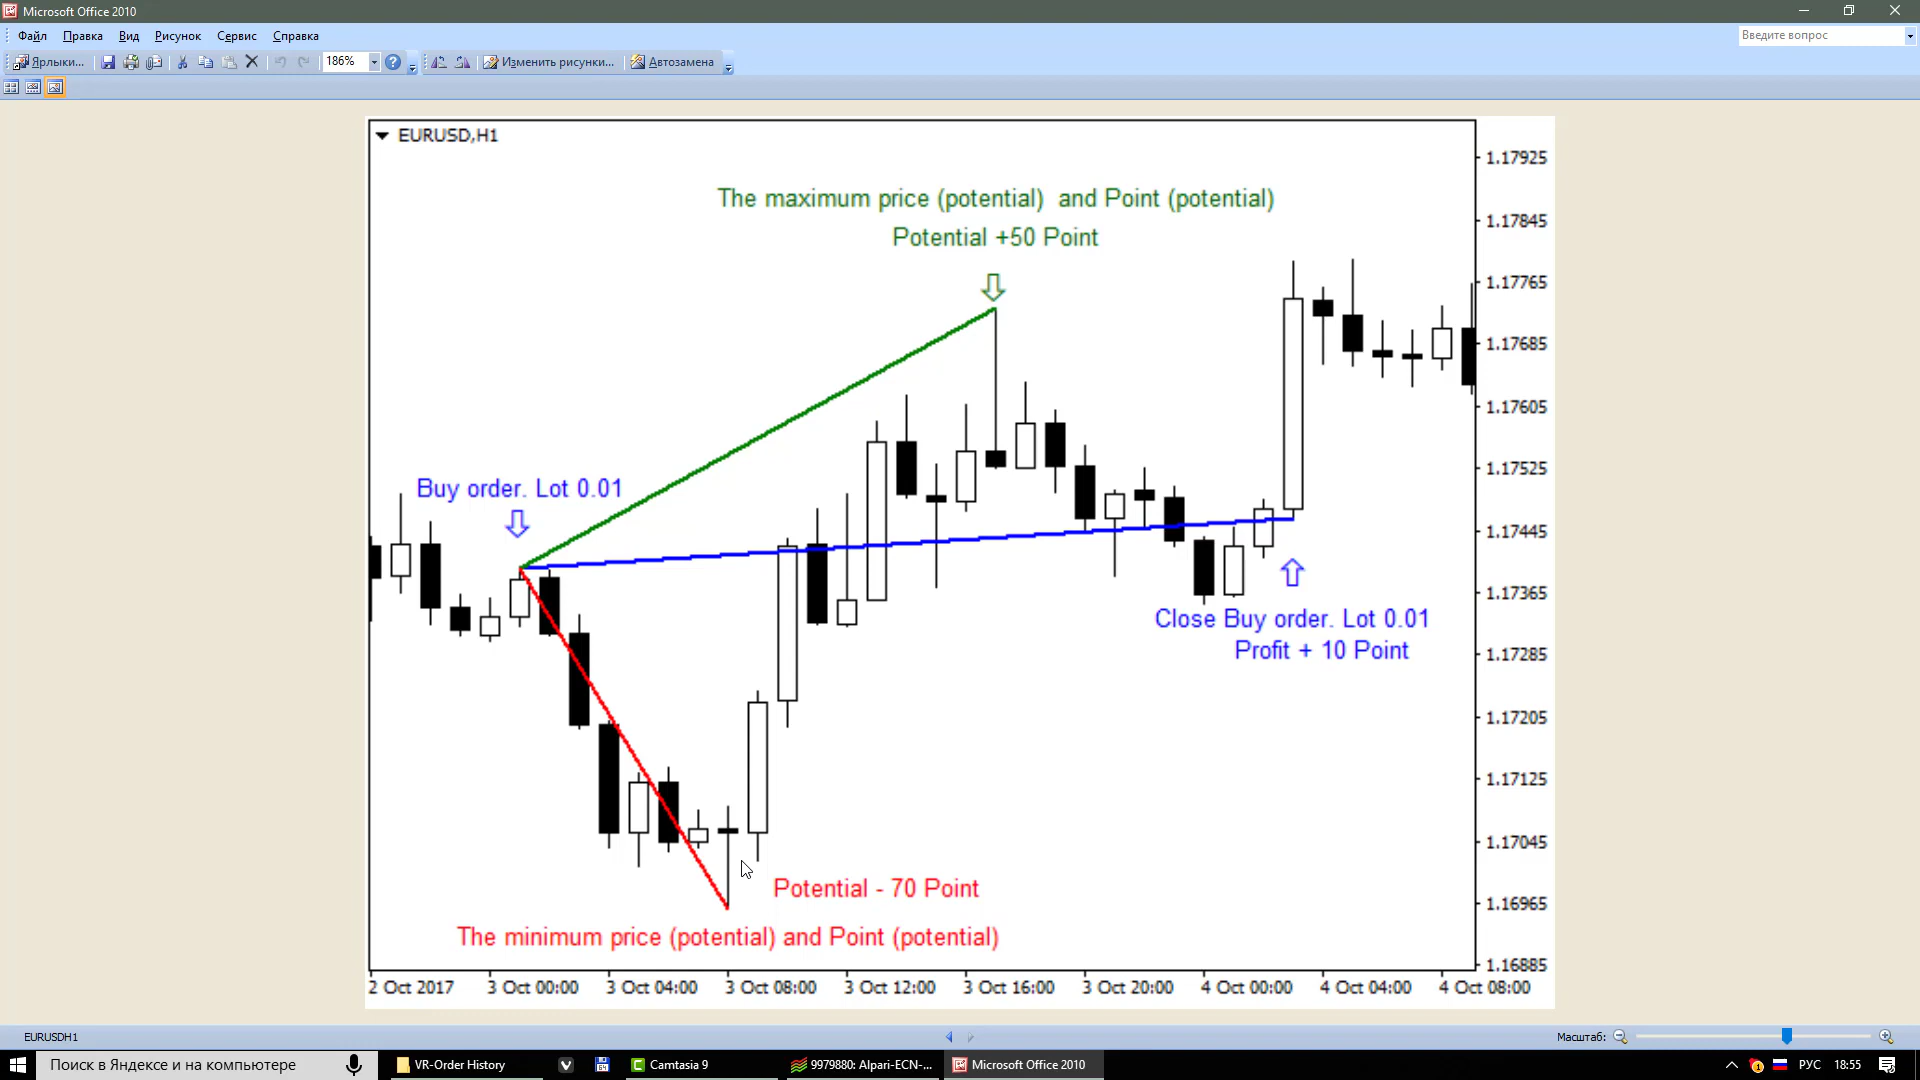 Microsoft Office 2010
Файл Правка Вид Рисунок Сервис Справка
Введите вопрос
Ярлыки... 186% Изменить рисунки... Автозамена
EURUSD,H1
The maximum price (potential) and Point (potential)
Potential +50 Point
Buy order. Lot 0.01
Close Buy order. Lot 0.01
Profit + 10 Point
Potential - 70 Point
The minimum price (potential) and Point (potential)
1.17925
1.17845
1.17765
1.17685
1.17605
1.17525
1.17445
1.17365
1.17285
1.17205
1.17125
1.17045
1.16965
1.16885
2 Oct 2017 3 Oct 00:00 3 Oct 04:00 3 Oct 08:00 3 Oct 12:00 3 Oct 16:00 3 Oct 20:00 4 Oct 00:00 4 Oct 04:00 4 Oct 08:00
EURUSDH1
Масштаб:
Поиск в Яндексе и на компьютере VR-Order History Camtasia 9 9979880: Alpari-ECN-... Microsoft Office 2010 РУС 18:55